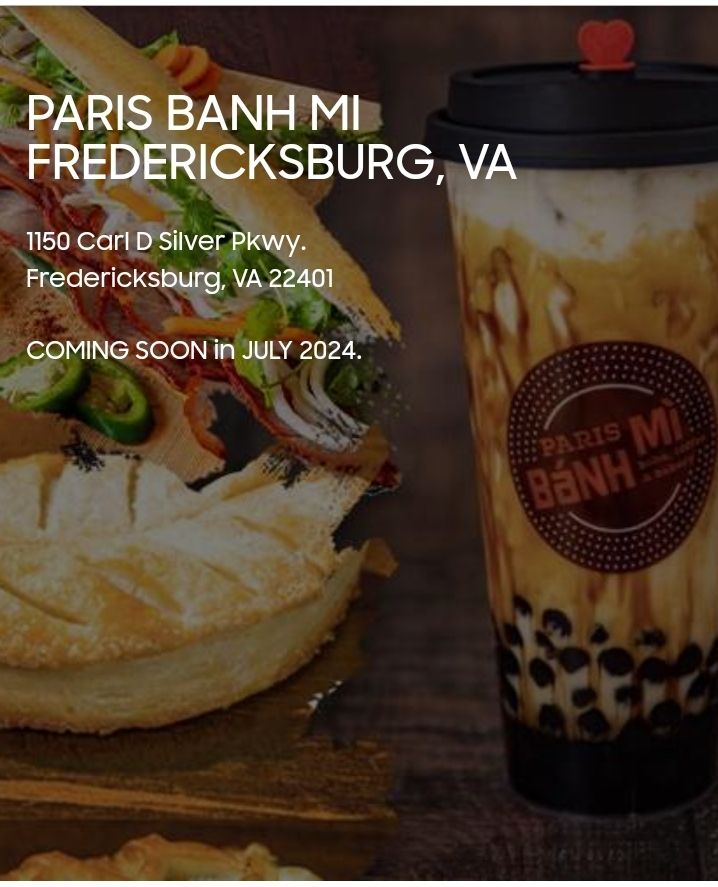 PARIS BANH MI
FREDERICKSBURG, VA
1150 Carl D Silver Pkwy.
Fredericksburg, VA 22401
COMING SOON in JULY 2024.
PARIS MÌ
BáNH